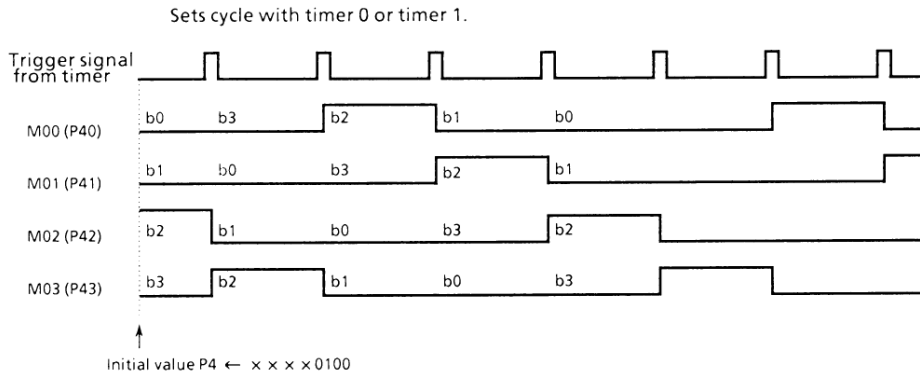 Sets cycle with timer 0 or timer 1.
Trigger signal
from timer
M00 (P40) b0 b3 b2 b1 b0
M01 (P41) b1 b0 b3 b2 b1
M02 (P42) b2 b1 b0 b3 b2
M03 (P43) b3 b2 b1 b0 b3
Initial value P4 ← × × × × 0100